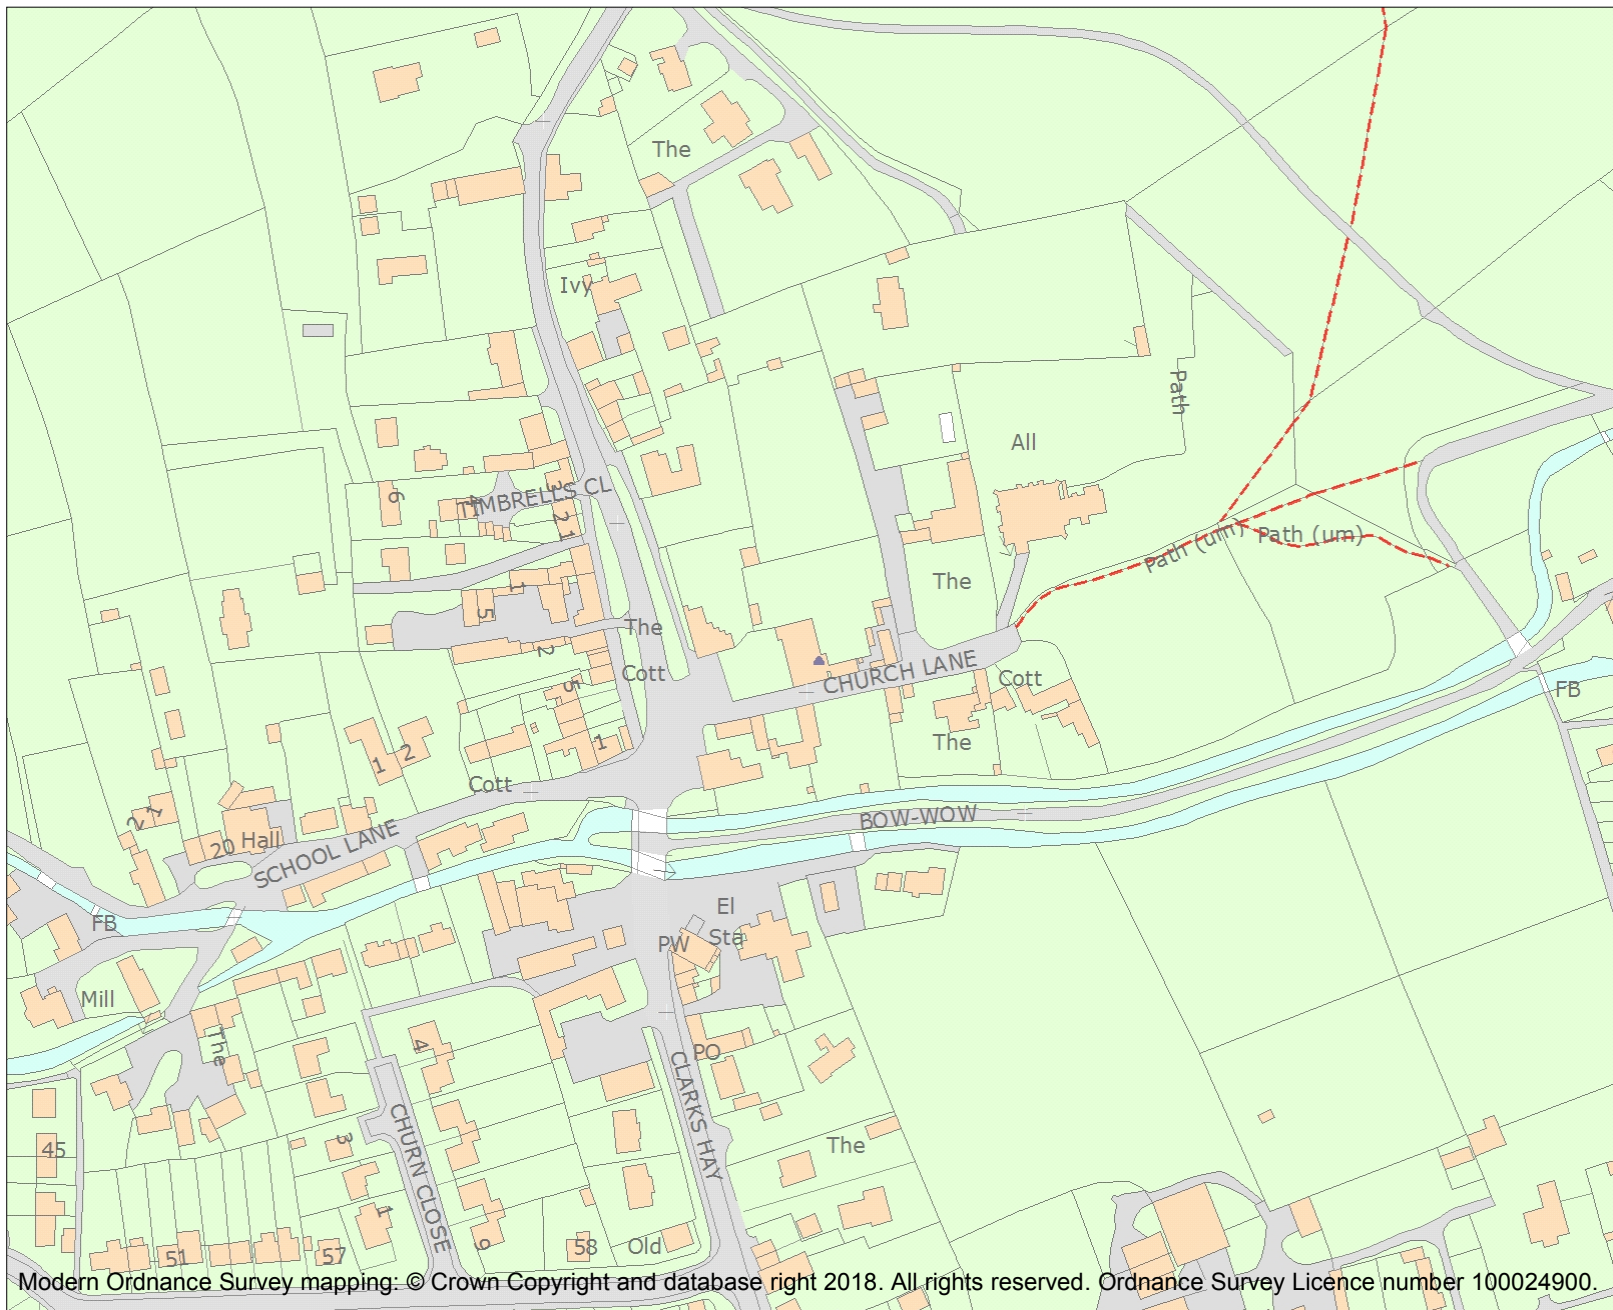 The
Ivy
Path
All
TIMBRELLS CL
6
4
3
2
1
Path (um)
Path (um)
1
5
The
The
2
Cott
CHURCH LANE
Cott
5
FB
1
The
1
2
Cott
2
1
BOW-WOW
20
Hall
SCHOOL LANE
El
Sta
FB
PW
Mill
The
4
PO
CLARKS HAY
CHURN CLOSE
3
45
The
1
9
58
Old
51
57
Modern Ordnance Survey mapping: © Crown Copyright and database right 2018. All rights reserved. Ordnance Survey Licence number 100024900.